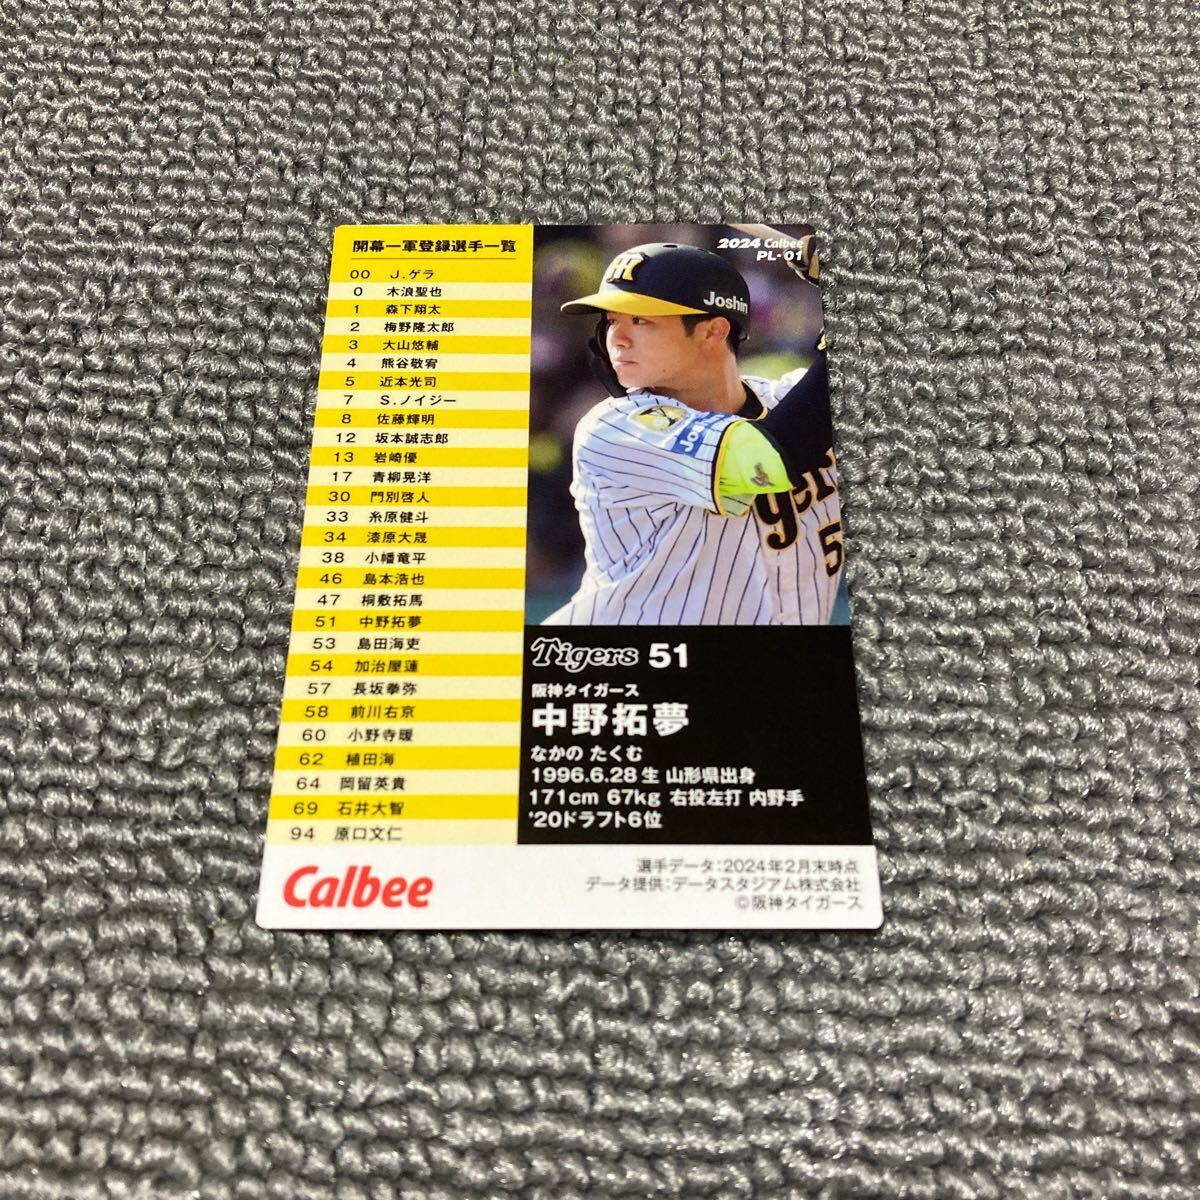 開幕一軍登録選手一覧
00 J.ゲラ
0 木浪聖也
1 森下翔太
2 梅野隆太郎
3 大山悠輔
4 熊谷敬宥
5 近本光司
7 S.ノイジー
8 佐藤輝明
12 坂本誠志郎
13 岩崎優
17 青柳晃洋
30 門別啓人
33 糸原健斗
34 漆原大晟
38 小幡竜平
46 島本浩也
47 桐敷拓馬
51 中野拓夢
53 島田海吏
54 加治屋蓮
57 長坂拳弥
58 前川右京
60 小野寺暖
62 植田海
64 岡留英貴
69 石井大智
94 原口文仁
2024 Calbee
PL-01
Joshin
Tigers 51
阪神タイガース
中野拓夢
なかの たくむ
1996.6.28生 山形県出身
171cm 67kg 右投左打 内野手
'20ドラフト6位
Calbee
選手データ:2024年2月末時点
データ提供:データスタジアム株式会社
©阪神タイガース